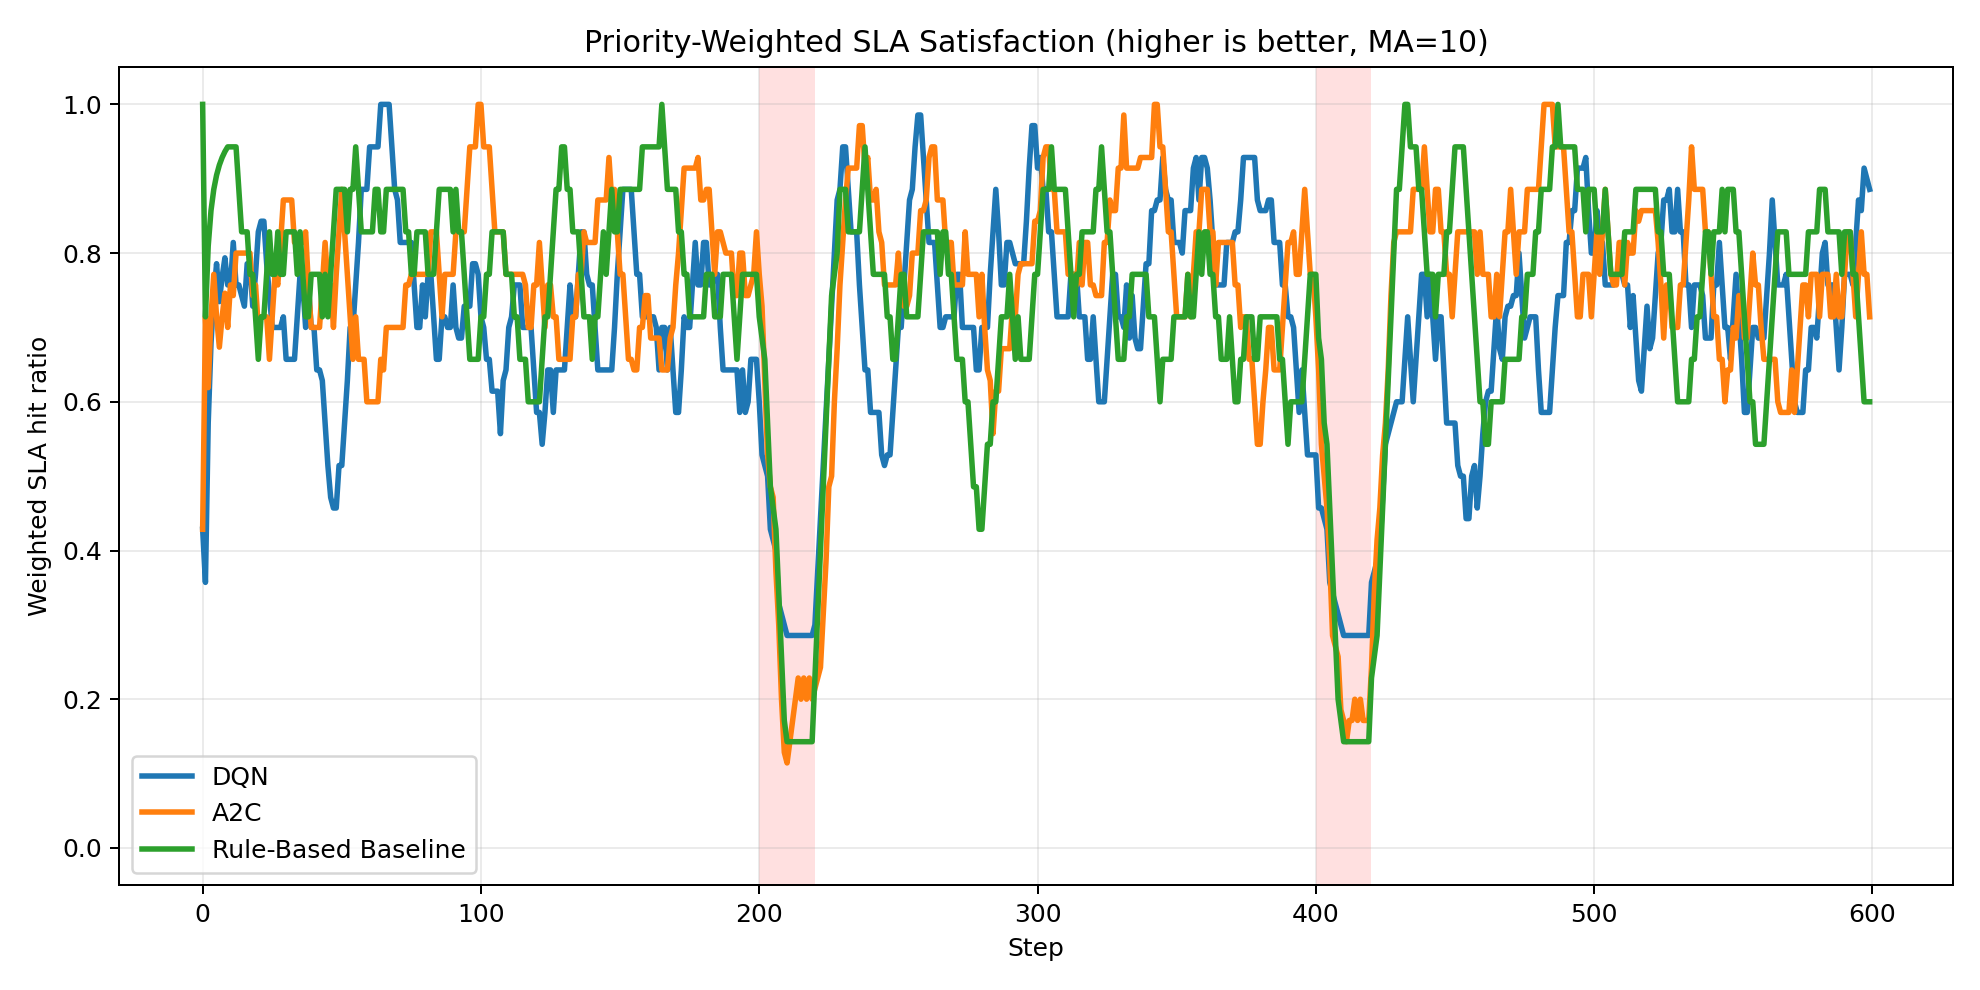 Priority-Weighted SLA Satisfaction (higher is better, MA=10)
Weighted SLA hit ratio
1.0
0.8
0.6
0.4
0.2
0.0
DQN
A2C
Rule-Based Baseline
0 100 200 300 400 500 600
Step